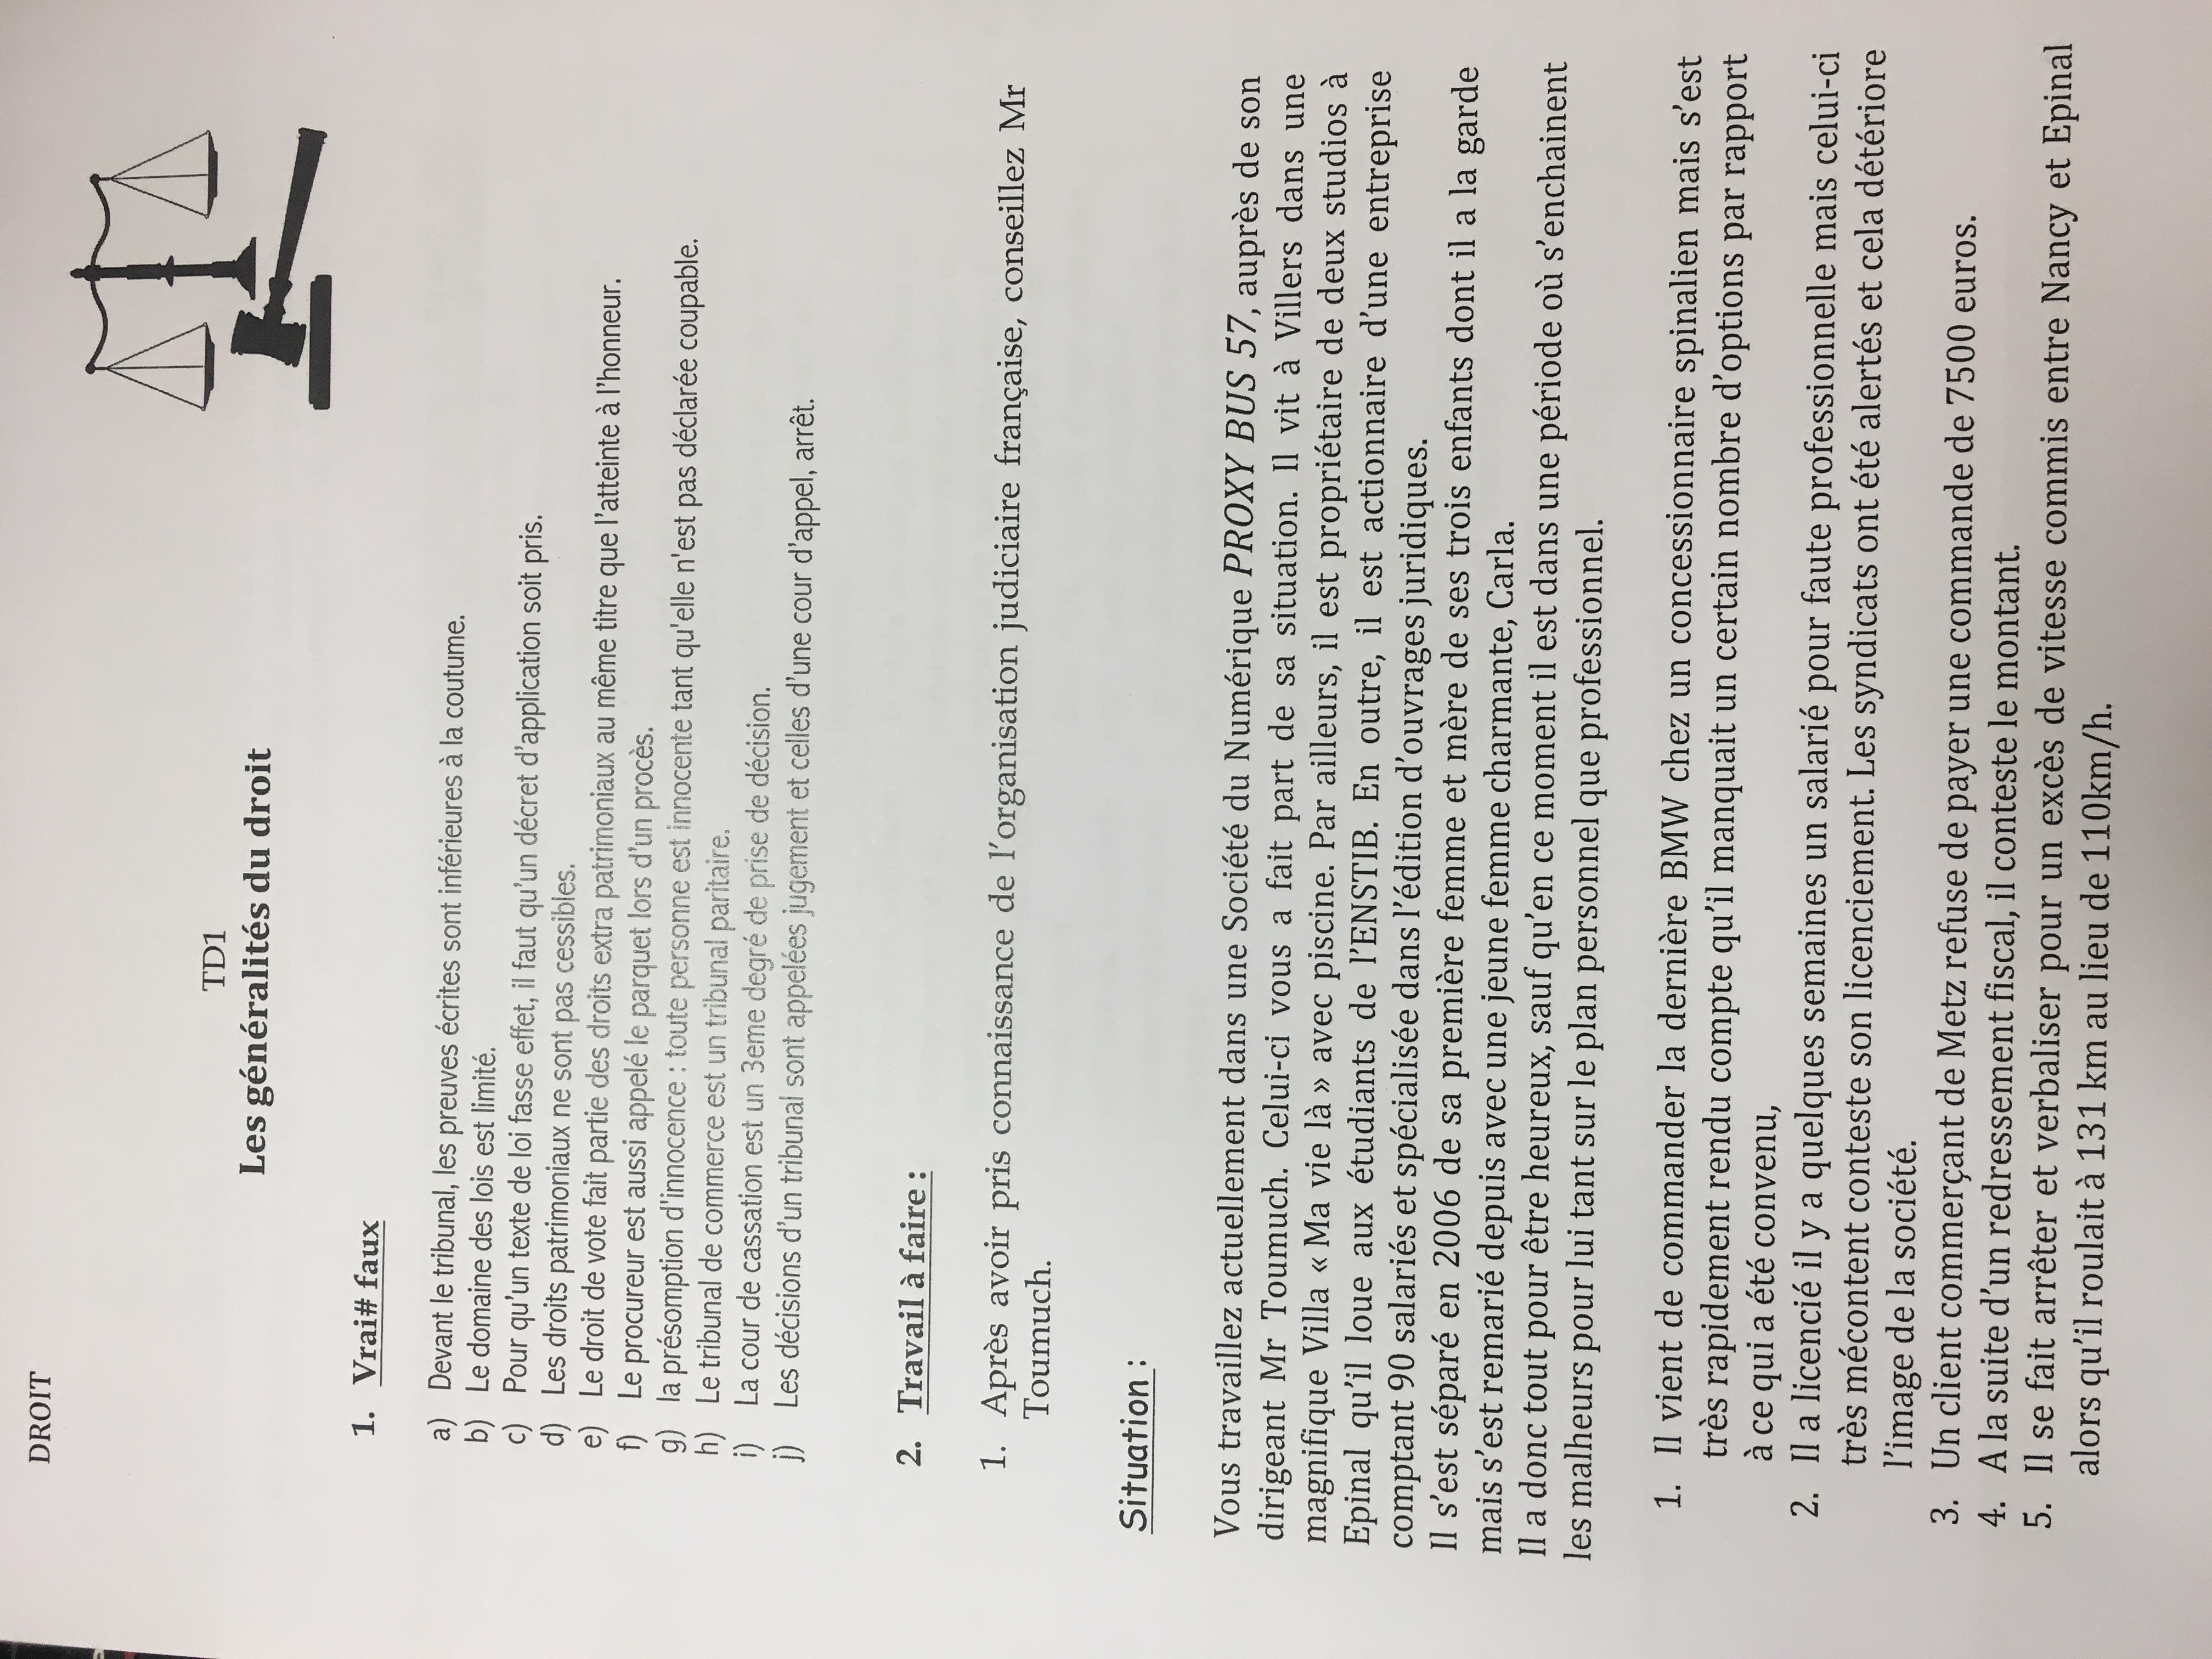 DROIT
TD1
Les généralités du droit
1. Vrai# faux
a) Devant le tribunal, les preuves écrites sont inférieures à la coutume.
b) Le domaine des lois est limité.
c) Pour qu'un texte de loi fasse effet, il faut qu'un décret d'application soit pris.
d) Les droits patrimoniaux ne sont pas cessibles.
e) Le droit de vote fait partie des droits extra patrimoniaux au même titre que l'atteinte à l'honneur.
f) Le procureur est aussi appelé le parquet lors d'un procès.
g) la présomption d'innocence : toute personne est innocente tant qu'elle n'est pas déclarée coupable.
h) Le tribunal de commerce est un tribunal paritaire.
i) La cour de cassation est un 3eme degré de prise de décision.
j) Les décisions d'un tribunal sont appelées jugement et celles d'une cour d'appel, arrêt.
2. Travail à faire :
1. Après avoir pris connaissance de l'organisation judiciaire française, conseillez Mr
Toumuch.
Situation :
Vous travaillez actuellement dans une Société du Numérique PROXY BUS 57, auprès de son
dirigeant Mr Toumuch. Celui-ci vous a fait part de sa situation. Il vit à Villers dans une
magnifique Villa « Ma vie là » avec piscine. Par ailleurs, il est propriétaire de deux studios à
Epinal qu'il loue aux étudiants de l'ENSTIB. En outre, il est actionnaire d'une entreprise
comptant 90 salariés et spécialisée dans l'édition d'ouvrages juridiques.
Il s'est séparé en 2006 de sa première femme et mère de ses trois enfants dont il a la garde
mais s'est remarié depuis avec une jeune femme charmante, Carla.
Il a donc tout pour être heureux, sauf qu'en ce moment il est dans une période où s'enchainent
les malheurs pour lui tant sur le plan personnel que professionnel.
1. Il vient de commander la dernière BMW chez un concessionnaire spinalien mais s'est
très rapidement rendu compte qu'il manquait un certain nombre d'options par rapport
à ce qui a été convenu,
2. Il a licencié il y a quelques semaines un salarié pour faute professionnelle mais celui-ci
très mécontent conteste son licenciement. Les syndicats ont été alertés et cela détériore
l'image de la société.
3. Un client commerçant de Metz refuse de payer une commande de 7500 euros.
4. A la suite d'un redressement fiscal, il conteste le montant.
5. Il se fait arrêter et verbaliser pour un excès de vitesse commis entre Nancy et Epinal
alors qu'il roulait à 131 km au lieu de 110km/h.